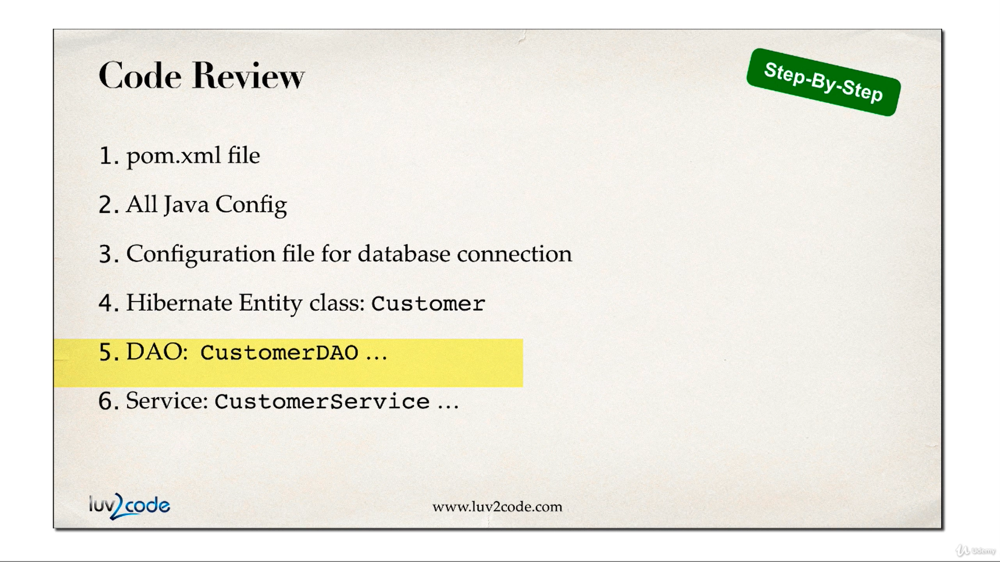 Code Review
Step-By-Step
1. pom.xml file
2. All Java Config
3. Configuration file for database connection
4. Hibernate Entity class: Customer
5. DAO: CustomerDAO ...
6. Service: CustomerService ...
luv2code
www.luv2code.com
Udemy